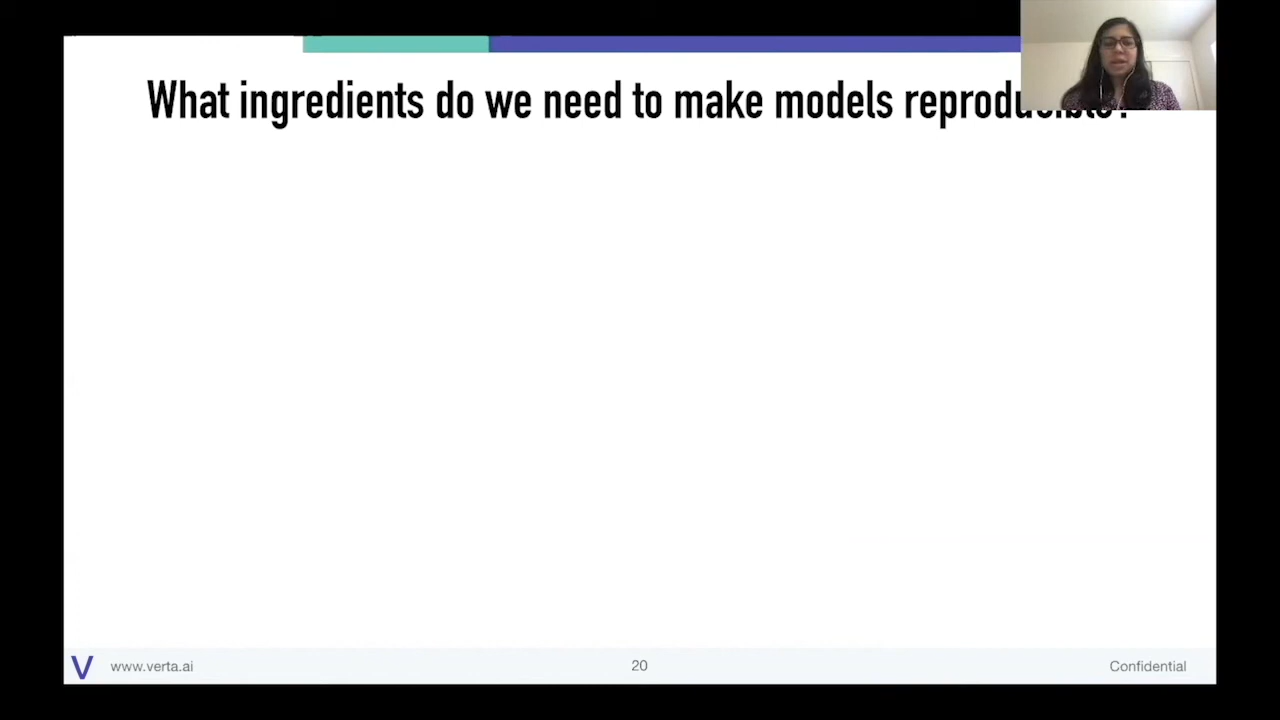 What ingredients do we need to make models reproducible?
V www.verta.ai 20 Confidential